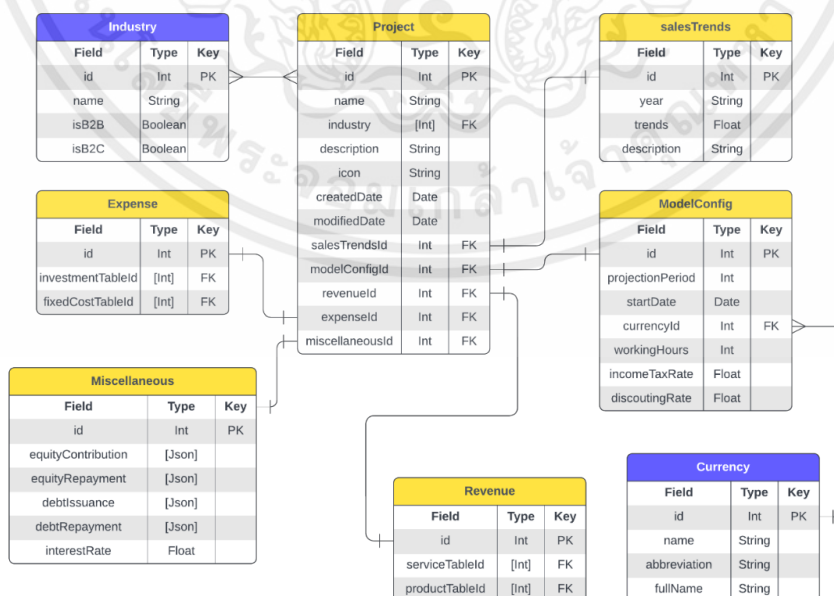 Industry
Field Type Key
id Int PK
name String
isB2B Boolean
isB2C Boolean
Project
Field Type Key
id Int PK
name String
industry [Int] FK
description String
icon String
createdDate Date
modifiedDate Date
salesTrendsId Int FK
modelConfigId Int FK
revenueId Int FK
expenseId Int FK
miscellaneousId Int FK
salesTrends
Field Type Key
id Int PK
year String
trends Float
description String
Expense
Field Type Key
id Int PK
investmentTableId [Int] FK
fixedCostTableId [Int] FK
ModelConfig
Field Type Key
id Int PK
projectionPeriod Int
startDate Date
currencyId Int FK
workingHours Int
incomeTaxRate Float
discoutingRate Float
Miscellaneous
Field Type Key
id Int PK
equityContribution [Json]
equityRepayment [Json]
debtIssuance [Json]
debtRepayment [Json]
interestRate Float
Revenue
Field Type Key
id Int PK
serviceTableId [Int] FK
productTableId [Int] FK
Currency
Field Type Key
id Int PK
name String
abbreviation String
fullName String